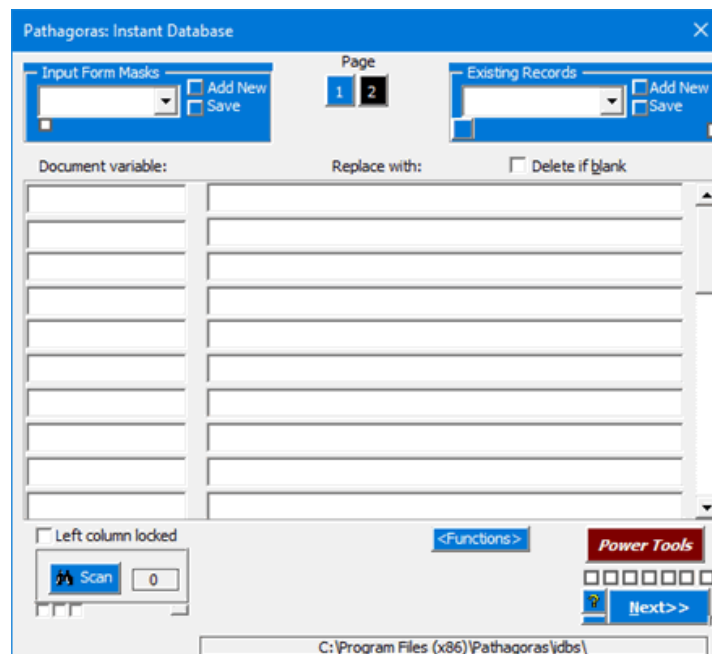 Pathagoras: Instant Database
Input Form Masks
Add New
Save
Page
1 2
Existing Records
Add New
Save
Document variable:
Replace with:
Delete if blank
Left column locked
Scan
0
<Functions>
Power Tools
?
Next>>
C:\Program Files (x86)\Pathagoras\idbs\